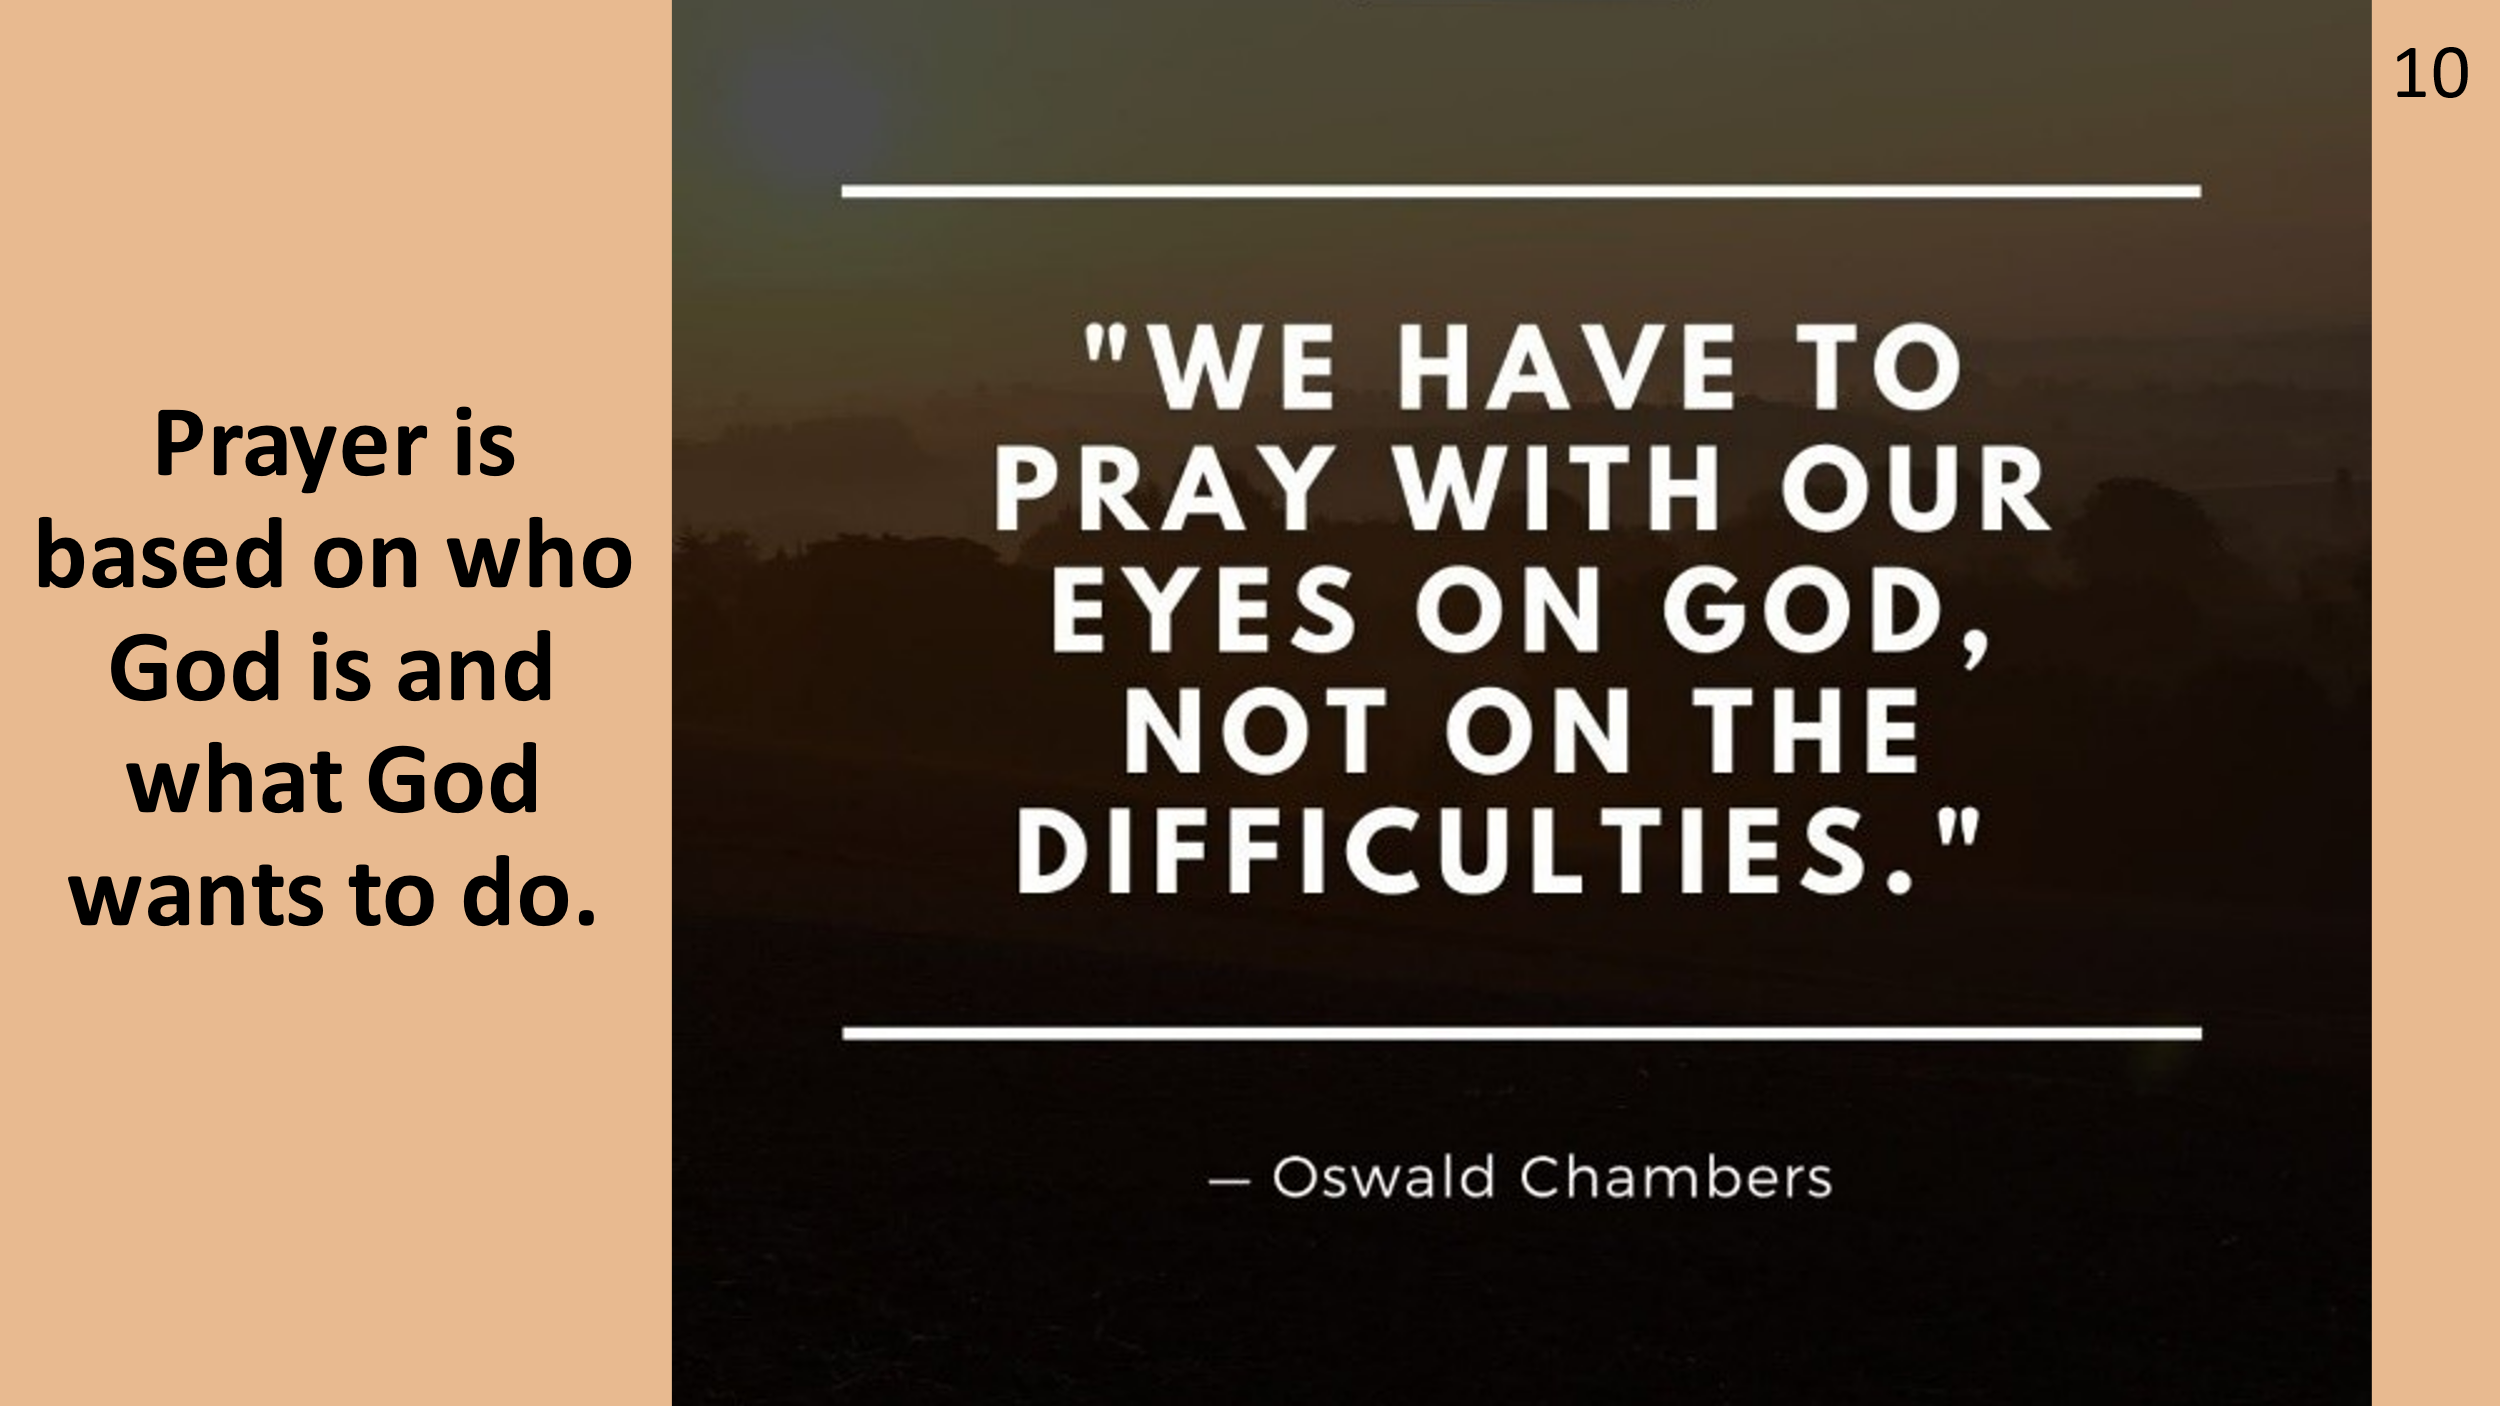 Prayer is
based on who
God is and
what God
wants to do.
"WE HAVE TO
PRAY WITH OUR
EYES ON GOD,
NOT ON THE
DIFFICULTIES."
— Oswald Chambers
10